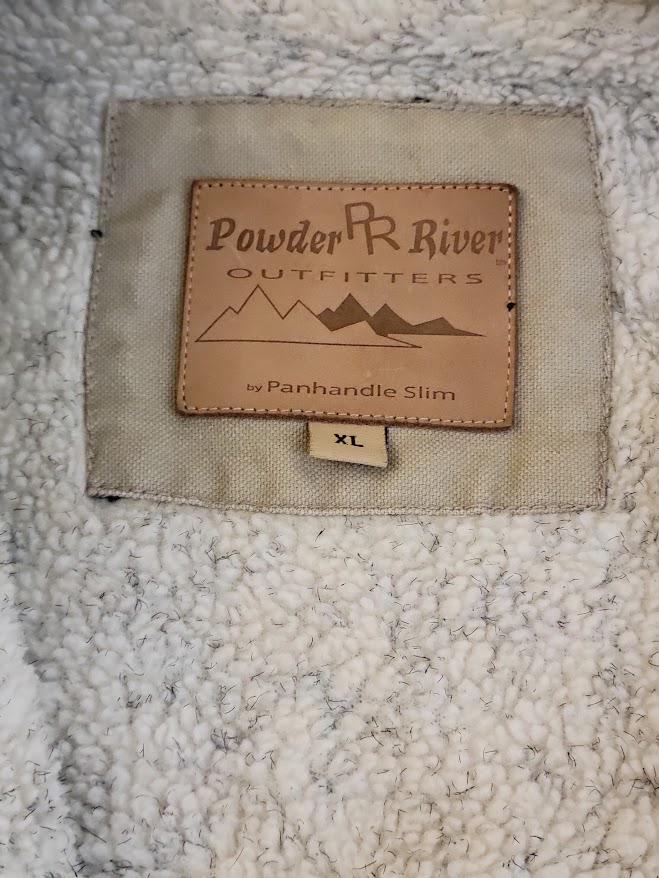 Powder PR River
OUTFITTERS
by Panhandle Slim
XL